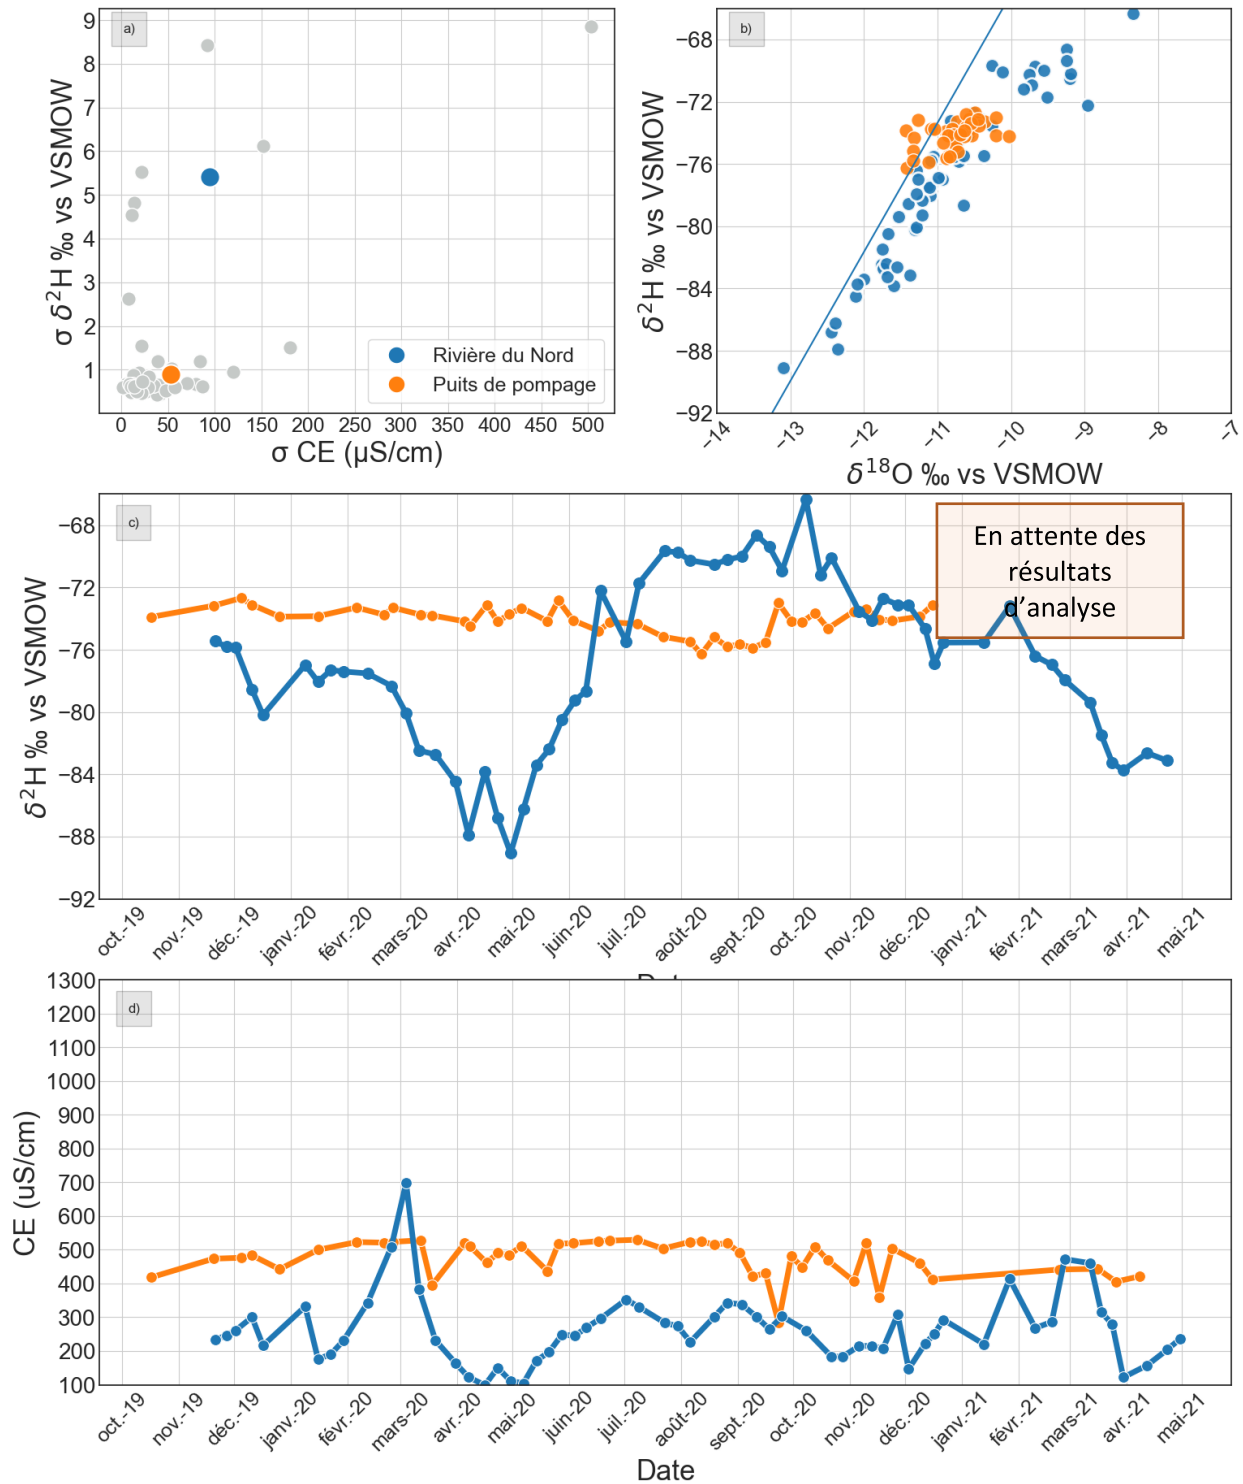 a)
σ δ²H ‰ vs VSMOW
9
8
7
6
5
4
3
2
1
0
50
100
150
200
250
300
350
400
450
500
σ CE (μS/cm)
Rivière du Nord
Puits de pompage
b)
δ²H ‰ vs VSMOW
−68
−72
−76
−80
−84
−88
−92
−14
−13
−12
−11
−10
−9
−8
−7
δ¹⁸O ‰ vs VSMOW
c)
δ²H ‰ vs VSMOW
−68
−72
−76
−80
−84
−88
−92
En attente des
résultats
d’analyse
oct.-19
nov.-19
déc.-19
janv.-20
févr.-20
mars-20
avr.-20
mai-20
juin-20
juil.-20
août-20
sept.-20
oct.-20
nov.-20
déc.-20
janv.-21
févr.-21
mars-21
avr.-21
mai-21
d)
CE (uS/cm)
1300
1200
1100
1000
900
800
700
600
500
400
300
200
100
oct.-19
nov.-19
déc.-19
janv.-20
févr.-20
mars-20
avr.-20
mai-20
juin-20
juil.-20
août-20
sept.-20
oct.-20
nov.-20
déc.-20
janv.-21
févr.-21
mars-21
avr.-21
mai-21
Date